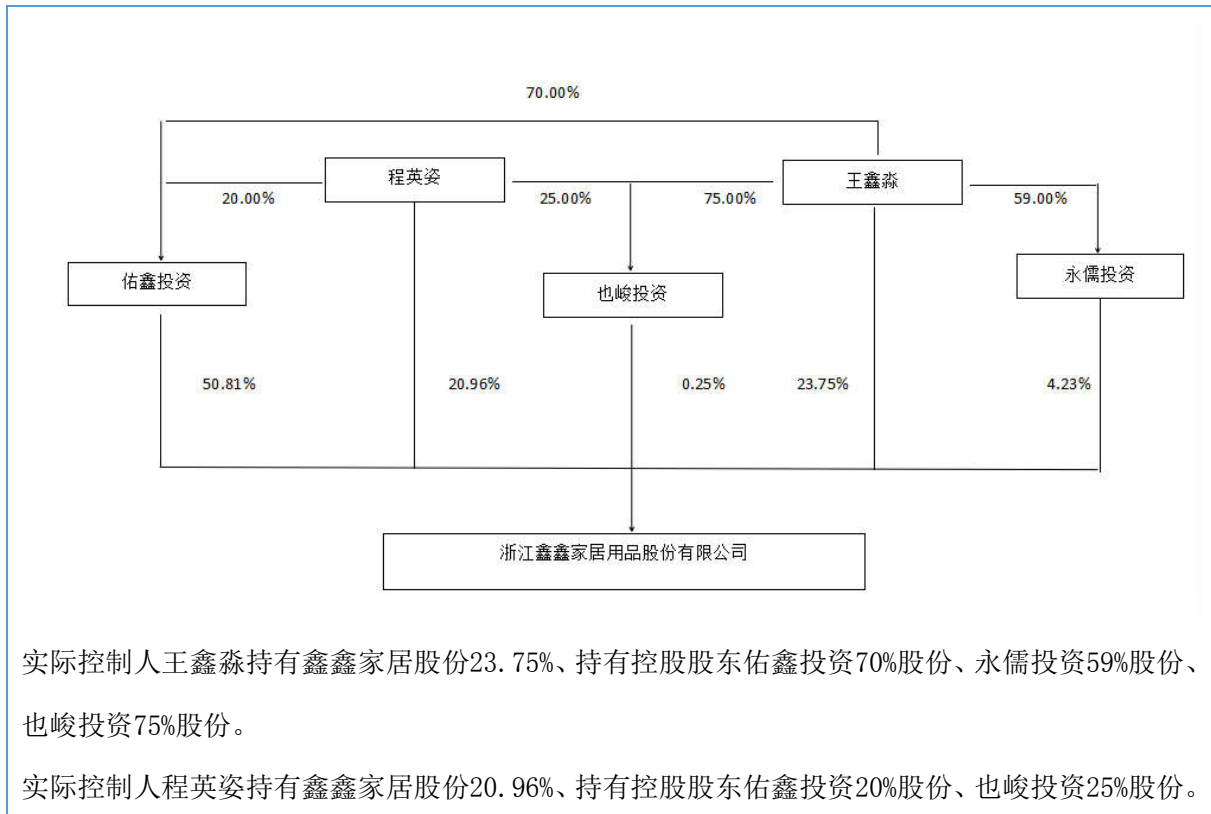 70.00%
程英姿
王鑫淼
20.00%
25.00%
75.00%
59.00%
佑鑫投资
也峻投资
永儒投资
50.81%
20.96%
0.25%
23.75%
4.23%
浙江鑫鑫家居用品股份有限公司
实际控制人王鑫淼持有鑫鑫家居股份23.75%、持有控股股东佑鑫投资70%股份、永儒投资59%股份、
也峻投资75%股份。
实际控制人程英姿持有鑫鑫家居股份20.96%、持有控股股东佑鑫投资20%股份、也峻投资25%股份。